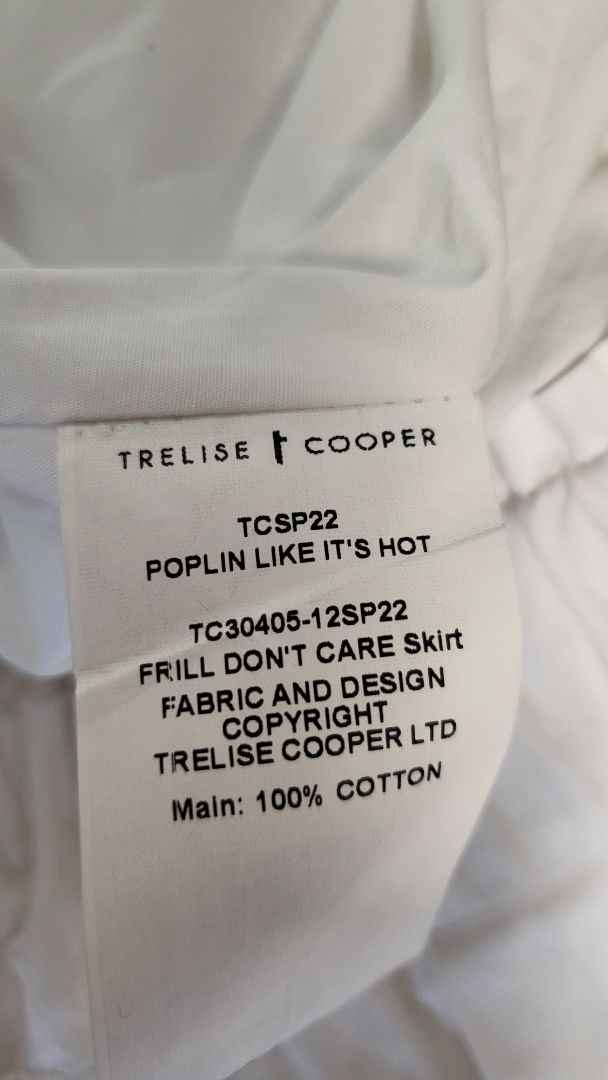 TRELISE COOPER
TCSP22
POPLIN LIKE IT'S HOT
TC30405-12SP22
FRILL DON'T CARE Skirt
FABRIC AND DESIGN
COPYRIGHT
TRELISE COOPER LTD
Main: 100% COTTON